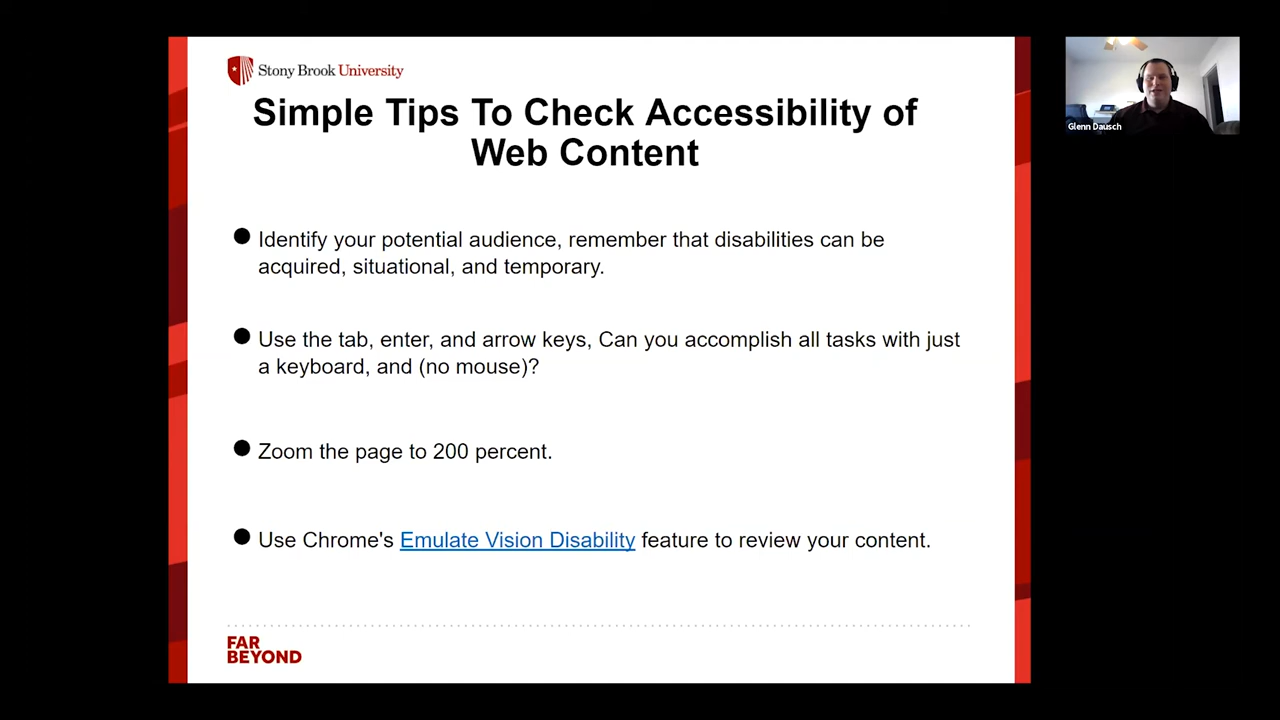 Stony Brook University
Simple Tips To Check Accessibility of
Web Content
Glenn Dausch
● Identify your potential audience, remember that disabilities can be
acquired, situational, and temporary.
● Use the tab, enter, and arrow keys, Can you accomplish all tasks with just
a keyboard, and (no mouse)?
● Zoom the page to 200 percent.
● Use Chrome's Emulate Vision Disability feature to review your content.
FAR
BEYOND